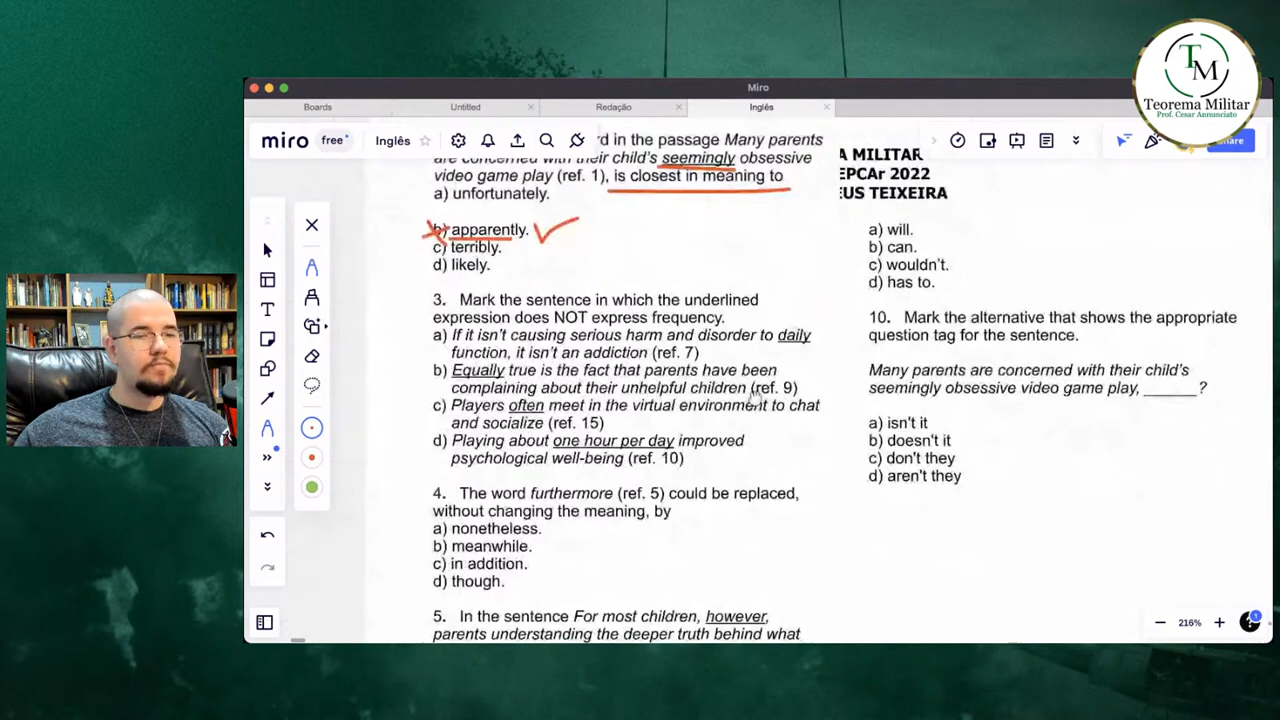 TM
Teorema Militar
Prof. Cesar Annunciato
Miro
Boards
Untitled
Redação
Inglês
miro
free
Inglês
Share
rd in the passage Many parents
are concerned with their child's seemingly obsessive
video game play (ref. 1), is closest in meaning to
a) unfortunately.
b) apparently.
c) terribly.
d) likely.
3. Mark the sentence in which the underlined
expression does NOT express frequency.
a) If it isn't causing serious harm and disorder to daily
function, it isn't an addiction (ref. 7)
b) Equally true is the fact that parents have been
complaining about their unhelpful children (ref. 9)
c) Players often meet in the virtual environment to chat
and socialize (ref. 15)
d) Playing about one hour per day improved
psychological well-being (ref. 10)
4. The word furthermore (ref. 5) could be replaced,
without changing the meaning, by
a) nonetheless.
b) meanwhile.
c) in addition.
d) though.
5. In the sentence For most children, however,
parents understanding the deeper truth behind what
A MILITAR
EPCAr 2022
EUS TEIXEIRA
a) will.
b) can.
c) wouldn't.
d) has to.
10. Mark the alternative that shows the appropriate
question tag for the sentence.
Many parents are concerned with their child's
seemingly obsessive video game play, ______?
a) isn't it
b) doesn't it
c) don't they
d) aren't they
216%
?
1